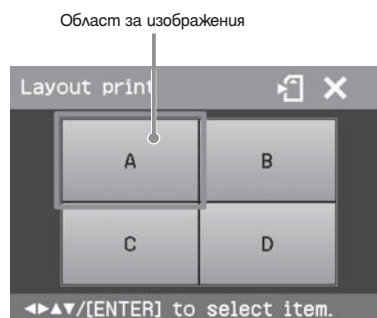 Област за изображения
Layout print
A
B
C
D
◄►▲▼/[ENTER] to select item.